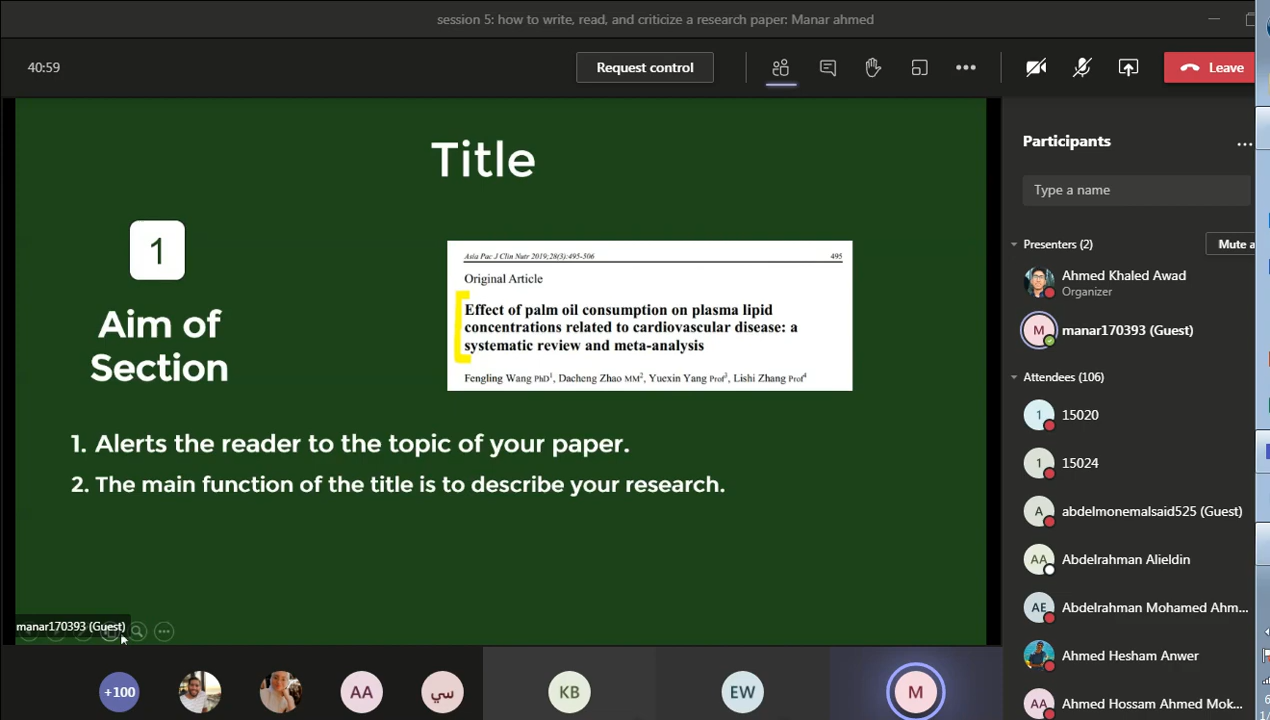 session 5: how to write, read, and criticize a research paper: Manar ahmed
40:59
Request control
Leave
Title
1
Aim of
Section
Asia Pac J Clin Nutr 2019;28(3):495-506
495
Original Article
Effect of palm oil consumption on plasma lipid
concentrations related to cardiovascular disease: a
systematic review and meta-analysis
Fengling Wang PhD1, Dacheng Zhao MM2, Yuexin Yang Prof3, Lishi Zhang Prof4
1. Alerts the reader to the topic of your paper.
2. The main function of the title is to describe your research.
manar170393 (Guest)
+100
AA
سي
KB
EW
M
Participants
Type a name
Presenters (2)
Mute a
Ahmed Khaled Awad
Organizer
M
manar170393 (Guest)
Attendees (106)
1
15020
1
15024
A
abdelmonemalsaid525 (Guest)
AA
Abdelrahman Alieldin
AE
Abdelrahman Mohamed Ahm...
Ahmed Hesham Anwer
AA
Ahmed Hossam Ahmed Mok...